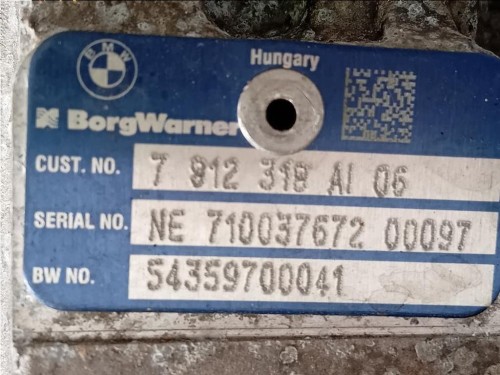 BMW
Hungary
BorgWarner
CUST. NO. 7 812 318 AI 06
SERIAL NO. NE 710037672 00097
BW NO. 54359700041